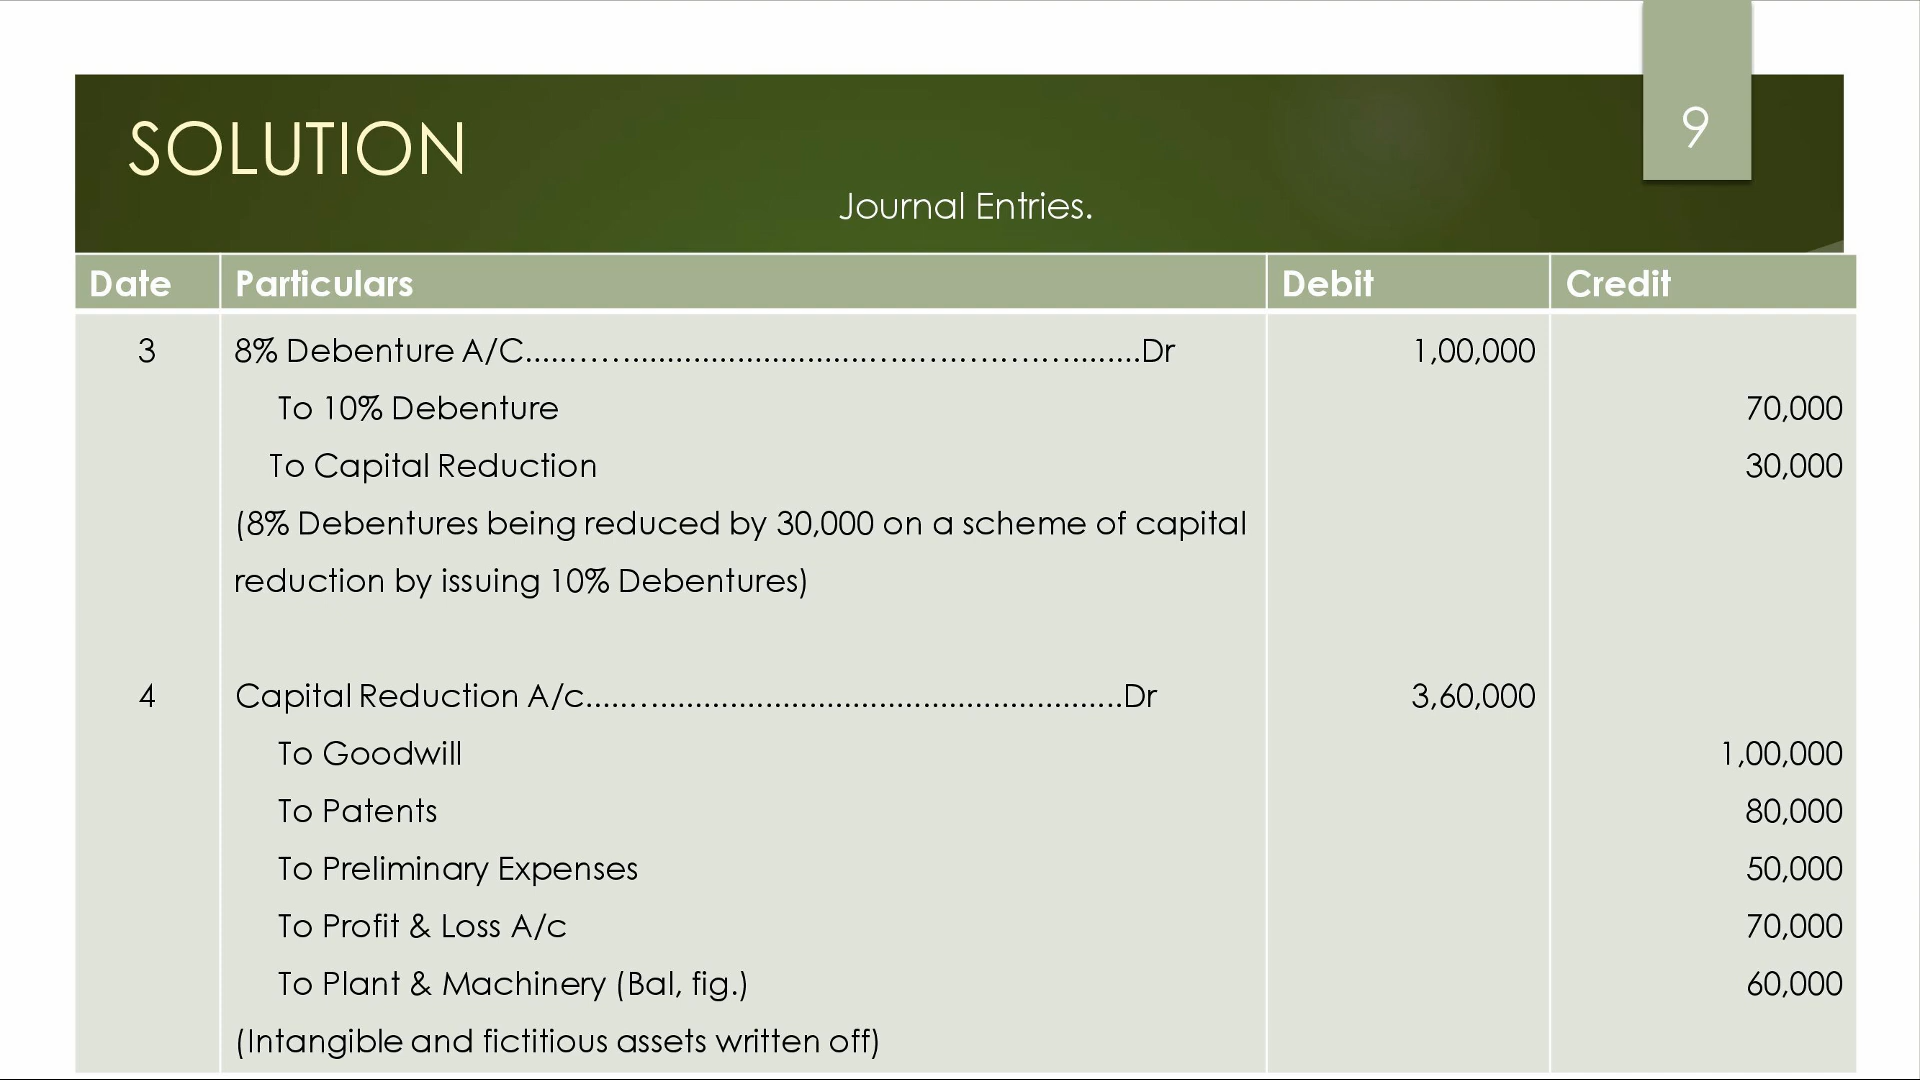 9
SOLUTION
Journal Entries.
Date Particulars Debit Credit
3 8% Debenture A/C.....................................................................Dr 1,00,000
To 10% Debenture 70,000
To Capital Reduction 30,000
(8% Debentures being reduced by 30,000 on a scheme of capital
reduction by issuing 10% Debentures)
4 Capital Reduction A/c.........................................................Dr 3,60,000
To Goodwill 1,00,000
To Patents 80,000
To Preliminary Expenses 50,000
To Profit & Loss A/c 70,000
To Plant & Machinery (Bal, fig.) 60,000
(Intangible and fictitious assets written off)